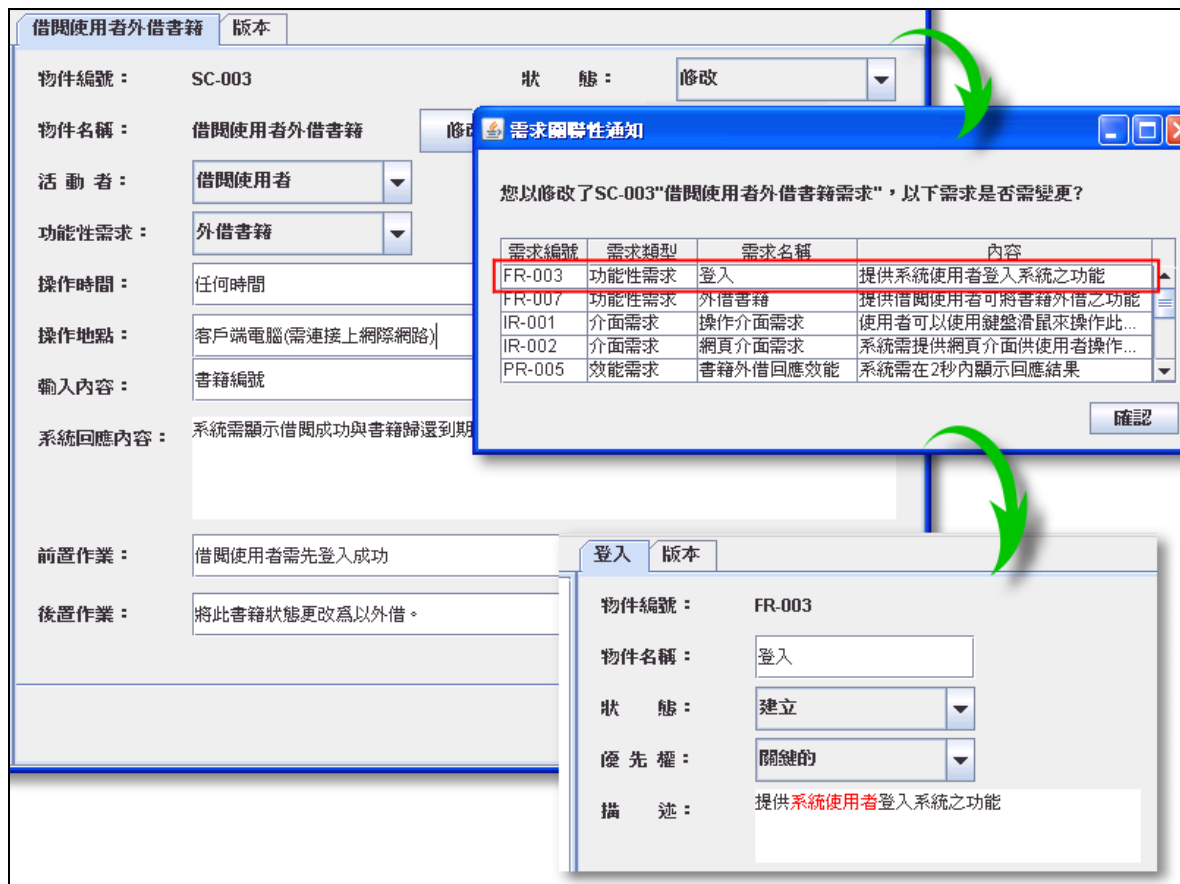 借閱使用者外借書籍 版本
物件編號： SC-003 狀 態： 修改
物件名稱： 借閱使用者外借書籍
活 動 者： 借閱使用者
功能性需求： 外借書籍
操作時間： 任何時間
操作地點： 客戶端電腦(需連接上網際網路)
輸入內容： 書籍編號
系統回應內容： 系統需顯示借閱成功與書籍歸還到期
前置作業： 借閱使用者需先登入成功
後置作業： 將此書籍狀態更改為以外借。
需求關聯性通知
您以修改了SC-003"借閱使用者外借書籍需求"，以下需求是否需變更?
需求編號 需求類型 需求名稱 內容
FR-003 功能性需求 登入 提供系統使用者登入系統之功能
FR-007 功能性需求 外借書籍 提供借閱使用者可將書籍外借之功能
IR-001 介面需求 操作介面需求 使用者可以使用鍵盤滑鼠來操作此...
IR-002 介面需求 網頁介面需求 系統需提供網頁介面供使用者操作...
PR-005 效能需求 書籍外借回應效能 系統需在2秒內顯示回應結果
確認
登入 版本
物件編號： FR-003
物件名稱： 登入
狀 態： 建立
優 先 權： 關鍵的
描 述： 提供系統使用者登入系統之功能